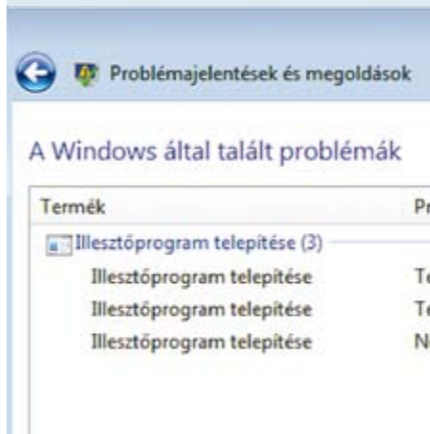 Problémajelentések és megoldások
A Windows által talált problémák
Termék
Illesztőprogram telepítése (3)
Illesztőprogram telepítése
Illesztőprogram telepítése
Illesztőprogram telepítése